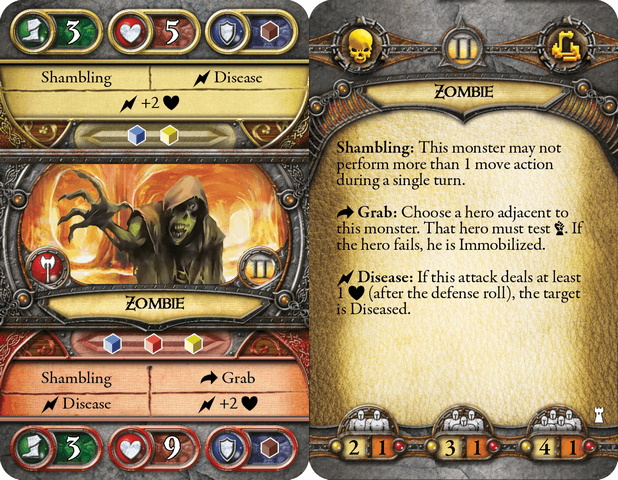 3 5
Shambling Disease
+2
ZOMBIE
II
Shambling Grab
Disease +2
3 9
II
ZOMBIE
Shambling: This monster may not
perform more than 1 move action
during a single turn.
Grab: Choose a hero adjacent to
this monster. That hero must test . If
the hero fails, he is Immobilized.
Disease: If this attack deals at least
1 (after the defense roll), the target
is Diseased.
2 1 3 1 4 1